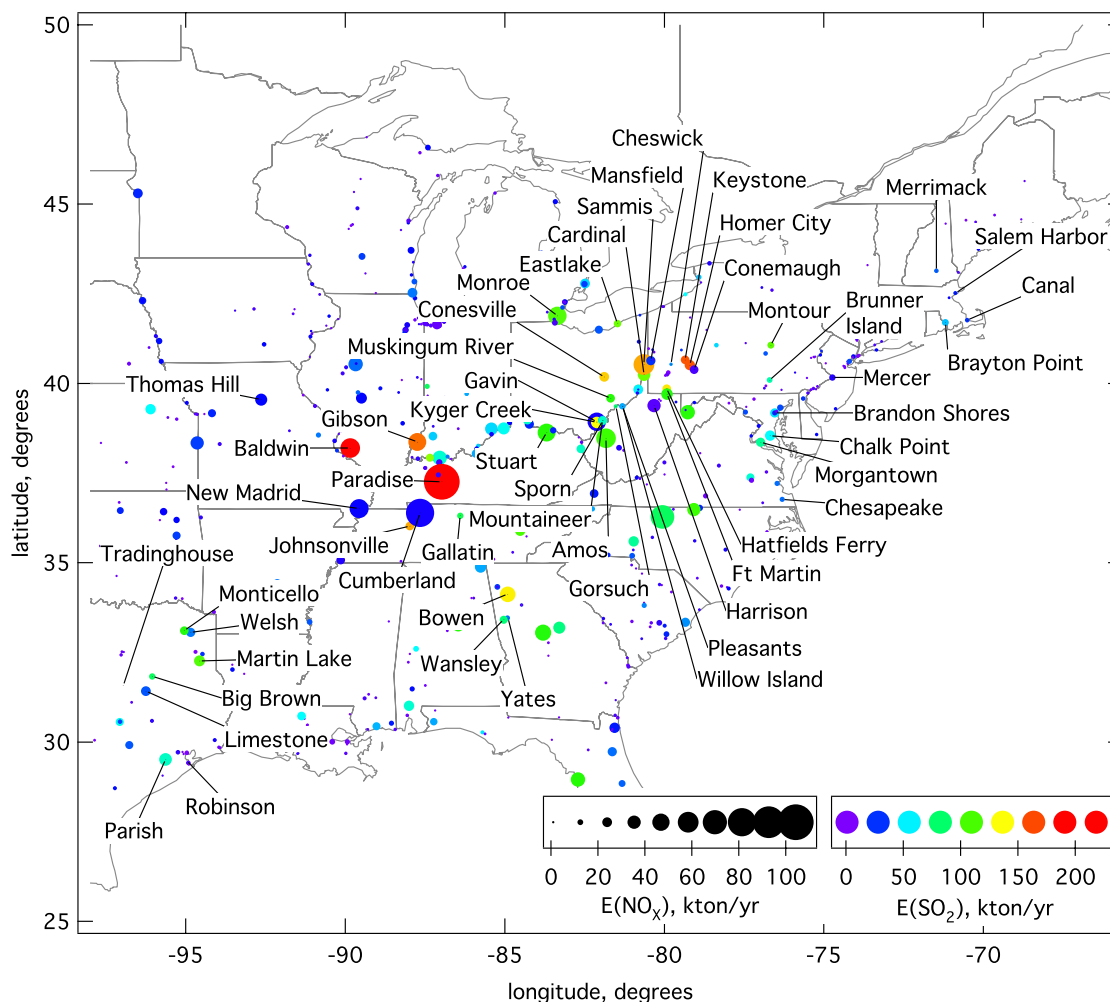 50
45
40
35
30
25
latitude, degrees
-95
-90
-85
-80
-75
-70
longitude, degrees
Cheswick
Mansfield
Keystone
Merrimack
Sammis
Homer City
Cardinal
Salem Harbor
Eastlake
Conemaugh
Monroe
Canal
Conesville
Montour
Brunner
Island
Muskingum River
Brayton Point
Gavin
Mercer
Thomas Hill
Kyger Creek
Brandon Shores
Gibson
Baldwin
Chalk Point
Stuart
Morgantown
Paradise
Sporn
New Madrid
Chesapeake
Mountaineer
Johnsonville
Gallatin
Amos
Hatfields Ferry
Tradinghouse
Cumberland
Ft Martin
Monticello
Gorsuch
Harrison
Welsh
Bowen
Pleasants
Martin Lake
Wansley
Willow Island
Big Brown
Yates
Limestone
Robinson
Parish
0 20 40 60 80 100
E(NOX), kton/yr
0 50 100 150 200
E(SO2), kton/yr